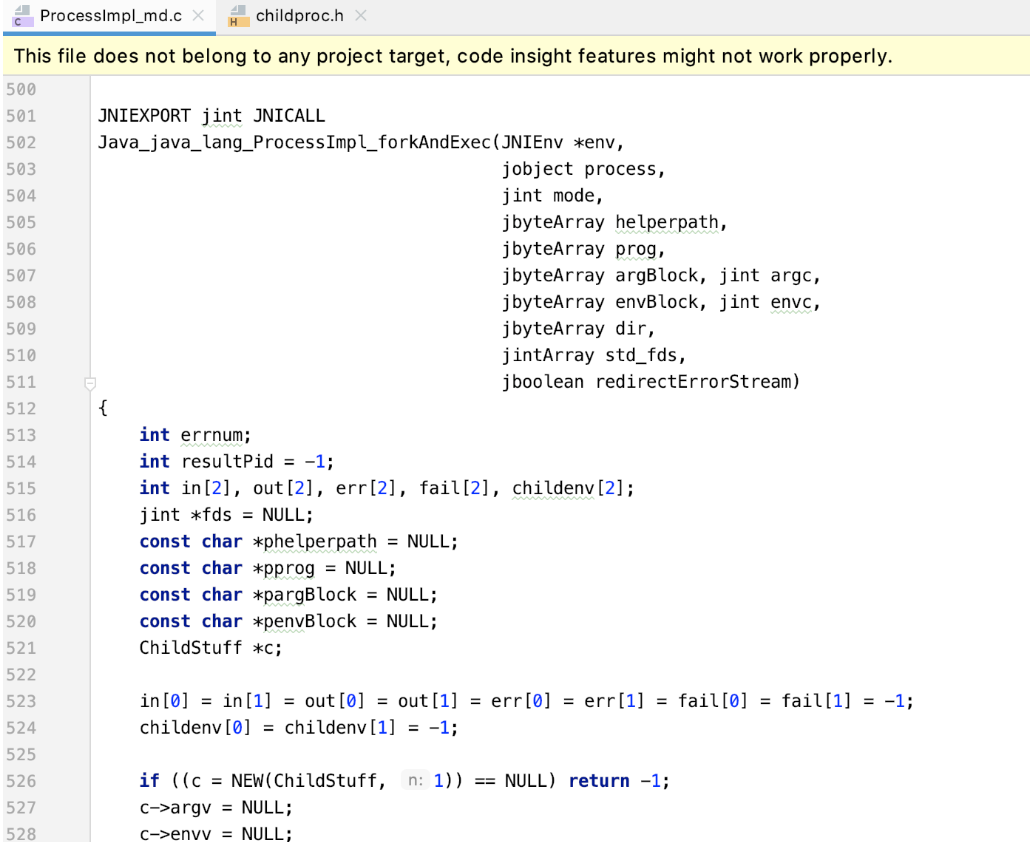 ProcessImpl_md.c childproc.h
This file does not belong to any project target, code insight features might not work properly.
500
501 JNIEXPORT jint JNICALL
502 Java_java_lang_ProcessImpl_forkAndExec(JNIEnv *env,
503 jobject process,
504 jint mode,
505 jbyteArray helperpath,
506 jbyteArray prog,
507 jbyteArray argBlock, jint argc,
508 jbyteArray envBlock, jint envc,
509 jbyteArray dir,
510 jintArray std_fds,
511 jboolean redirectErrorStream)
512 {
513 int errnum;
514 int resultPid = -1;
515 int in[2], out[2], err[2], fail[2], childenv[2];
516 jint *fds = NULL;
517 const char *phelperpath = NULL;
518 const char *pprog = NULL;
519 const char *pargBlock = NULL;
520 const char *penvBlock = NULL;
521 ChildStuff *c;
522
523 in[0] = in[1] = out[0] = out[1] = err[0] = err[1] = fail[0] = fail[1] = -1;
524 childenv[0] = childenv[1] = -1;
525
526 if ((c = NEW(ChildStuff, n: 1)) == NULL) return -1;
527 c->argv = NULL;
528 c->envv = NULL;